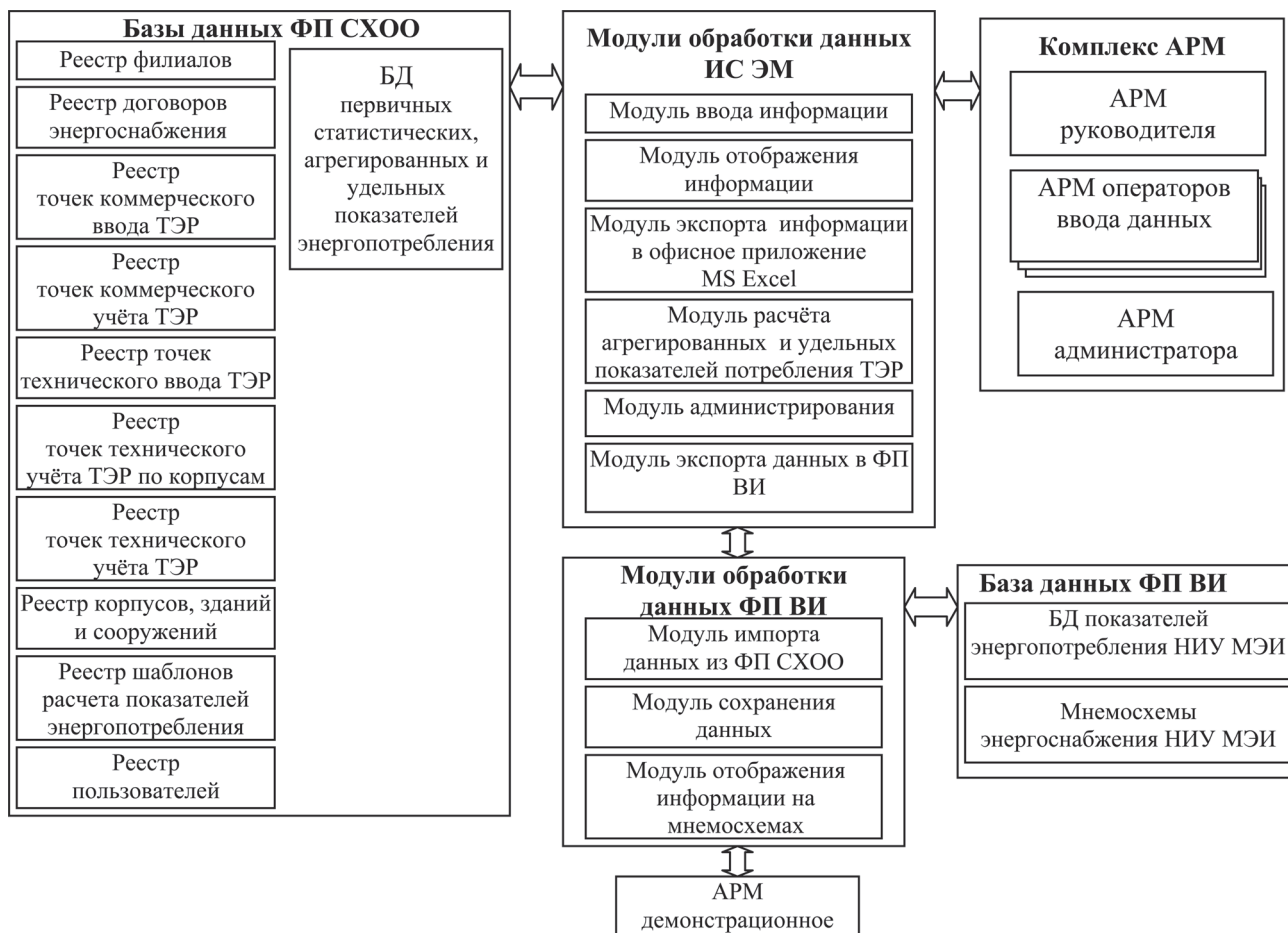 Базы данных ФП СХОО
Реестр филиалов
Реестр договоров
энергоснабжения
Реестр
точек коммерческого
ввода ТЭР
Реестр
точек коммерческого
учёта ТЭР
Реестр точек
технического ввода ТЭР
Реестр
точек технического
учёта ТЭР по корпусам
Реестр
точек технического
учёта ТЭР
Реестр корпусов, зданий
и сооружений
Реестр шаблонов
расчета показателей
энергопотребления
Реестр
пользователей
БД
первичных
статистических,
агрегированных и
удельных
показателей
энергопотребления
Модули обработки данных
ИС ЭМ
Модуль ввода информации
Модуль отображения
информации
Модуль экспорта информации
в офисное приложение
MS Excel
Модуль расчёта
агрегированных и удельных
показателей потребления ТЭР
Модуль администрирования
Модуль экспорта данных в ФП
ВИ
Комплекс АРМ
АРМ
руководителя
АРМ операторов
ввода данных
АРМ
администратора
Модули обработки
данных ФП ВИ
Модуль импорта
данных из ФП СХОО
Модуль сохранения
данных
Модуль отображения
информации на
мнемосхемах
База данных ФП ВИ
БД показателей
энергопотребления НИУ МЭИ
Мнемосхемы
энергоснабжения НИУ МЭИ
АРМ
демонстрационное